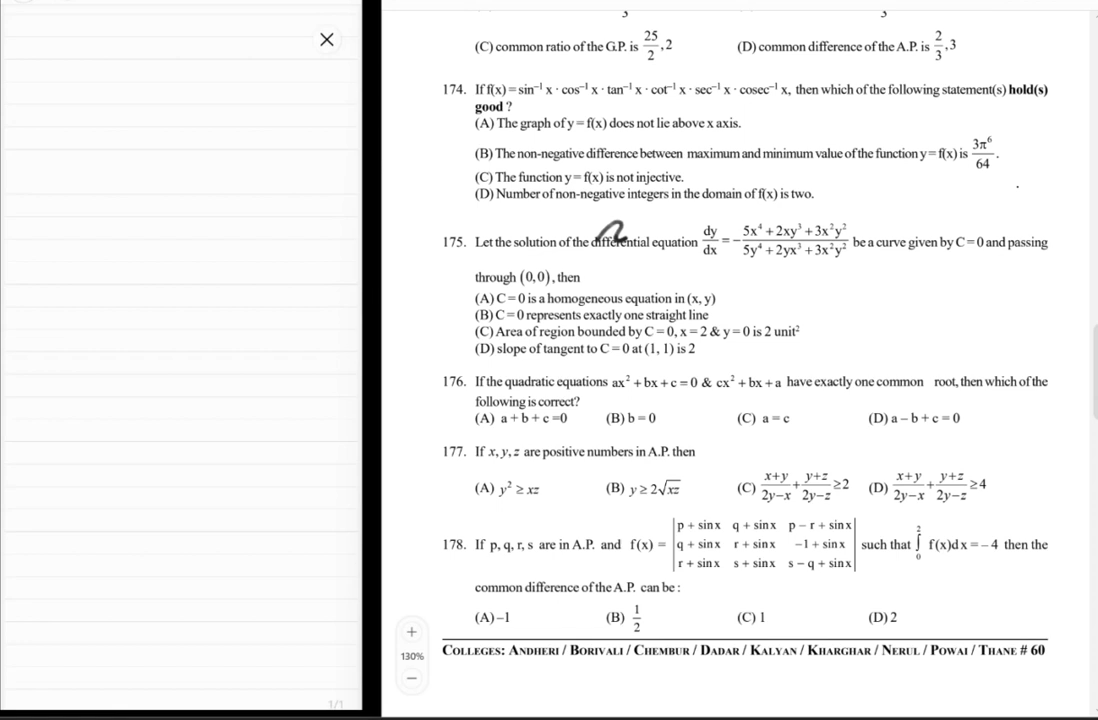 (C) common ratio of the G.P. is 25/2, 2 (D) common difference of the A.P. is 2/3, 3
174. If f(x) = sin⁻¹ x · cos⁻¹ x · tan⁻¹ x · cot⁻¹ x · sec⁻¹ x · cosec⁻¹ x, then which of the following statement(s) hold(s)
good ?
(A) The graph of y = f(x) does not lie above x axis.
(B) The non-negative difference between maximum and minimum value of the function y = f(x) is 3π⁶/64 .
(C) The function y = f(x) is not injective.
(D) Number of non-negative integers in the domain of f(x) is two.
175. Let the solution of the differential equation dy/dx = − (5x⁴ + 2xy³ + 3x²y²)/(5y⁴ + 2yx³ + 3x²y²) be a curve given by C = 0 and passing
through (0,0), then
(A) C = 0 is a homogeneous equation in (x, y)
(B) C = 0 represents exactly one straight line
(C) Area of region bounded by C = 0, x = 2 & y = 0 is 2 unit²
(D) slope of tangent to C = 0 at (1, 1) is 2
176. If the quadratic equations ax² + bx + c = 0 & cx² + bx + a have exactly one common root, then which of the
following is correct?
(A) a + b + c =0 (B) b = 0 (C) a = c (D) a – b + c = 0
177. If x, y, z are positive numbers in A.P. then
(A) y² ≥ xz (B) y ≥ 2√xz (C) (x+y)/(2y−x) + (y+z)/(2y−z) ≥ 2 (D) (x+y)/(2y−x) + (y+z)/(2y−z) ≥ 4
178. If p, q, r, s are in A.P. and f(x) = | p + sin x q + sin x p – r + sin x | q + sin x r + sin x –1 + sin x | r + sin x s + sin x s – q + sin x | such that ∫₀² f(x)dx = – 4 then the
common difference of the A.P. can be :
(A) –1 (B) 1/2 (C) 1 (D) 2
COLLEGES: ANDHERI / BORIVALI / CHEMBUR / DADAR / KALYAN / KHARGHAR / NERUL / POWAI / THANE # 60
130%
1/1